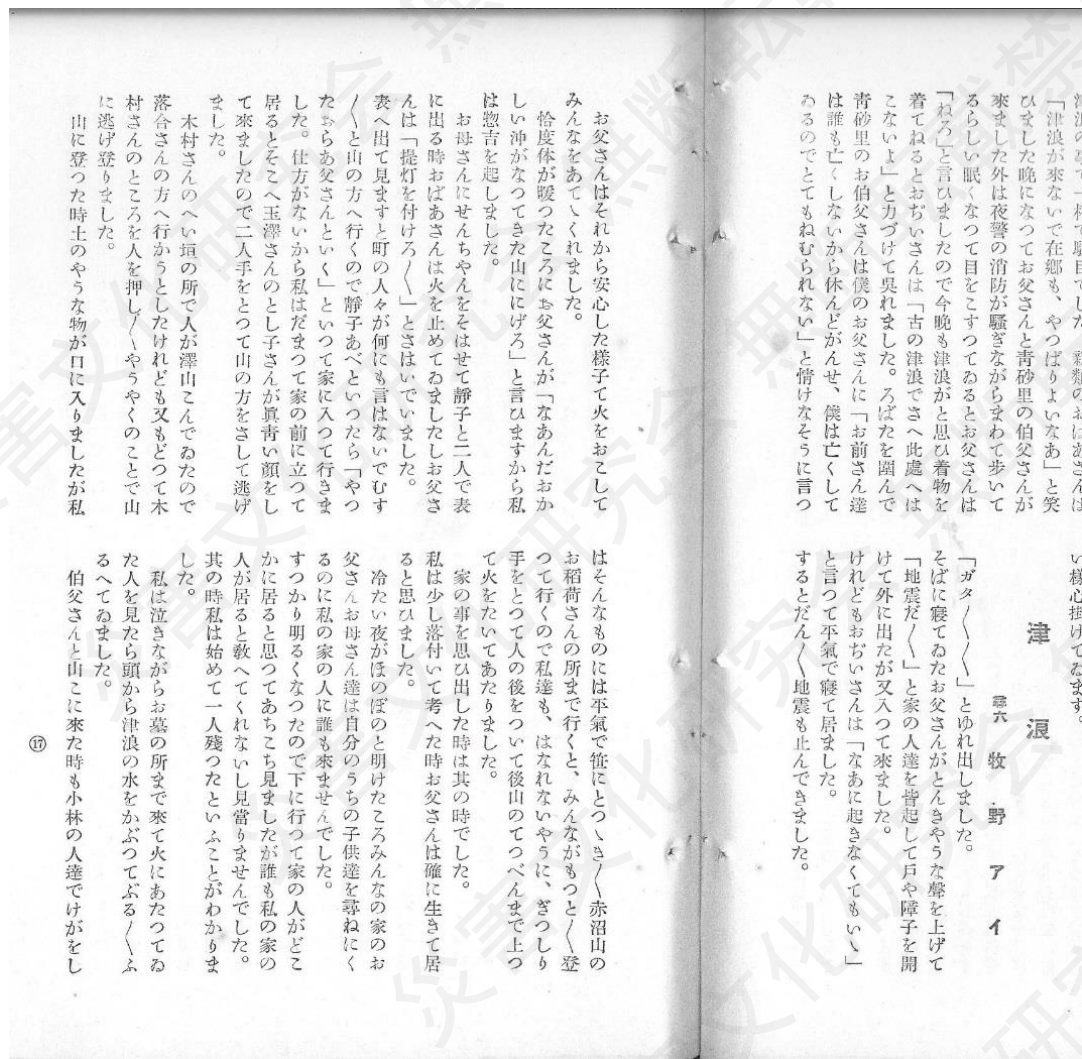 「津浪が來ないで在郷も、やつぱりよいなあ」と笑
ひました晩になつてお父さんと靑砂里の伯父さんが
來ました外は夜警の消防が騷ぎながらまわて歩いて
るらしい眠くなつて目をこすつてゐるとお父さんは
「ねろ」と言ひましたので今晩も津浪がと思ひ着物を
着てねるとおぢいさんは「古の津浪でさへ此處へは
こないよ」と力づけて吳れました。ろばたを圍んで
靑砂里のお伯父さんは僕のお父さんに「お前さん達
は誰も亡くしないから休んどがんせ、僕は亡くして
ゐるのでとてもねむられない」と情けなそうに言つ
い樣心掛けてゐます。
津浪
尋六 牧野アイ
「ガタ〳〵〳〵」とゆれ出しました。
そばに寢てゐたお父さんがとんきやうな聲を上げて
「地震だ〳〵」と家の人達を皆起して戸や障子を開
けて外に出たが又入つて來ました。
けれどもおぢいさんは「なあに起きなくてもいゝ」
と言つて平氣で寢て居ました。
するとだん〳〵地震も止んできました。
お父さんはそれから安心した樣子で火をおこして
みんなをあてゝくれました。
恰度体が暖つたころにお父さんが「なあんだおか
しい沖がなつてきた山ににげろ」と言ひますから私
は惣吉を起しました。
お母さんにせんちやんをそはせて靜子と二人で表
に出る時おばあさんは火を止めてゐましたしお父さ
んは「提灯を付けろ〳〵」とさはいでいました。
表へ出て見ますと町の人々が何にも言はないでむす
〳〵と山の方へ行くので靜子あべといつたら「やつ
たぁらあ父さんといく」といつて家に入つて行きま
した。仕方がないから私はだまつて家の前に立つて
居るとそこへ玉澤さんのとし子さんが眞靑い顏をし
て來ましたので二人手をとつて山の方をさして逃げ
ました。
木村さんのへい垣の所で人が澤山こんでゐたので
落合さんの方へ行かうとしたけれども又もどつて木
村さんのところを人を押し〳〵やうやくのことで山
に逃げ登りました。
山に登つた時土のやうな物が口に入りましたが私
はそんなものには平氣で笹にとつゝき〳〵赤沼山の
お稻荷さんの所まで行くと、みんながもつと〳〵登
つて行くので私達も、はなれないやうに、ぎつしり
手をとつて人の後をついて後山のてつぺんまで上つ
て火をたいてあたりました。
家の事を思ひ出した時は其の時でした。
私は少し落付いて考へた時お父さんは確に生きて居
ると思ひました。
冷たい夜がほのぼのと明けたころみんなの家のお
父さんお母さん達は自分のうちの子供達を尋ねにく
るのに私の家の人に誰も來ませんでした。
すつかり明るくなつたので下に行つて家の人がどこ
かに居ると思つてあちこち見ましたが誰も私の家の
人が居ると敎へてくれないし見當りませんでした。
其の時私は始めて一人殘つたといふことがわかりま
した。
私は泣きながらお墓の所まで來て火にあたつてゐ
た人を見たら頭から津浪の水をかぶつてぶる〳〵ふ
るへてゐました。
伯父さんと山こに來た時も小林の人達でけがをし
⑰
災害文化研究会 無断転載禁